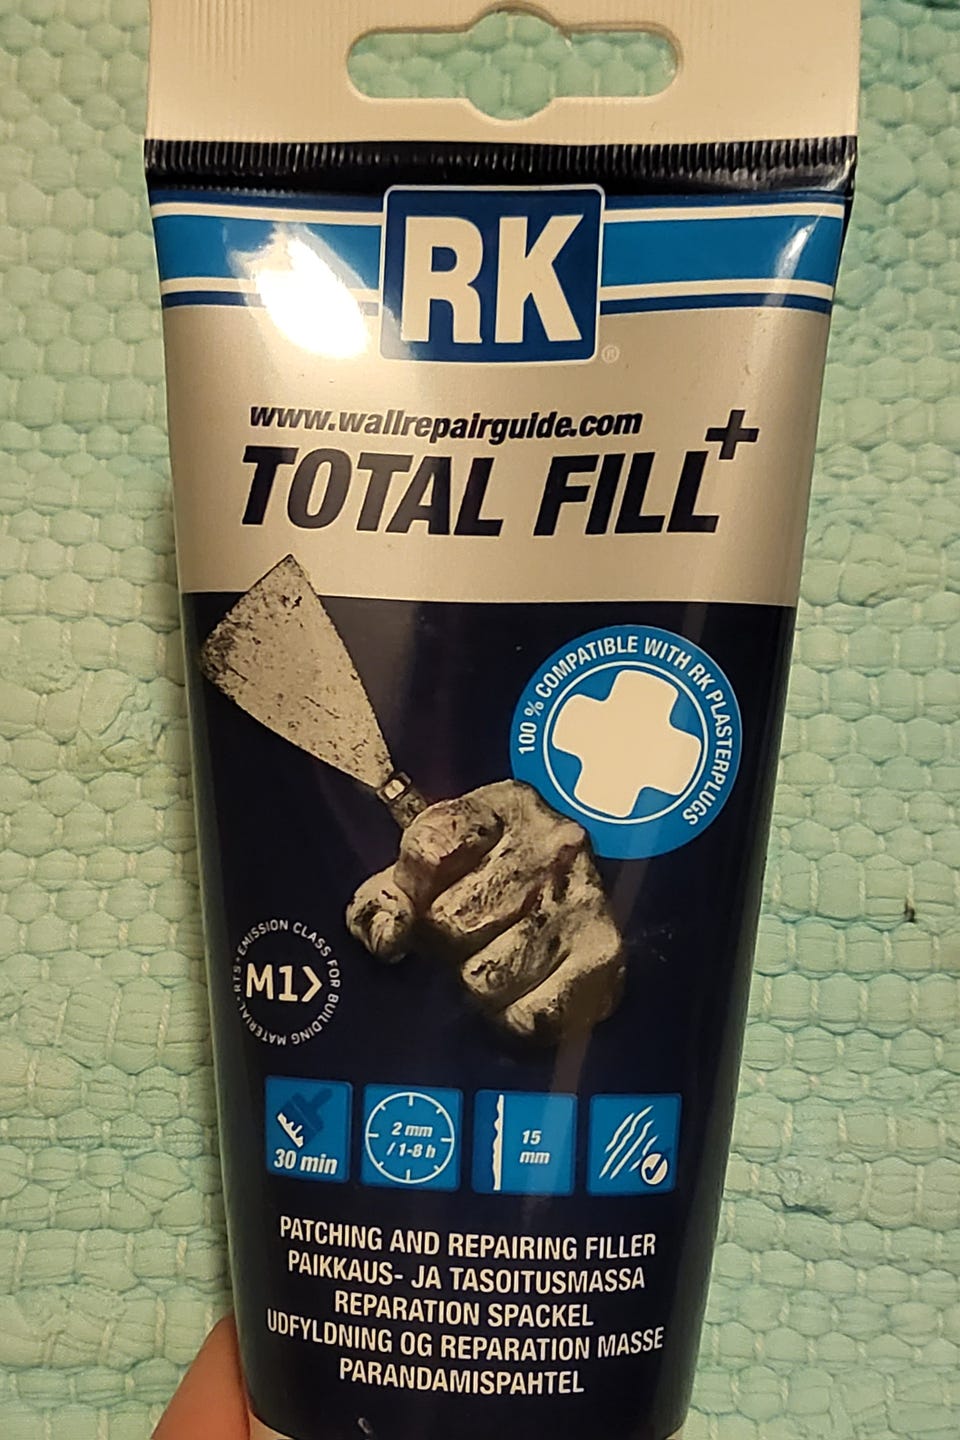 RK
®
www.wallrepairguide.com
TOTAL FILL+
100 % COMPATIBLE WITH RK PLASTERPLUGS
RTS • EMISSION CLASS FOR BUILDING MATERIAL •
M1
30 min
2 mm
/ 1-8 h
15
mm
PATCHING AND REPAIRING FILLER
PAIKKAUS- JA TASOITUSMASSA
REPARATION SPACKEL
UDFYLDNING OG REPARATION MASSE
PARANDAMISPAHTEL